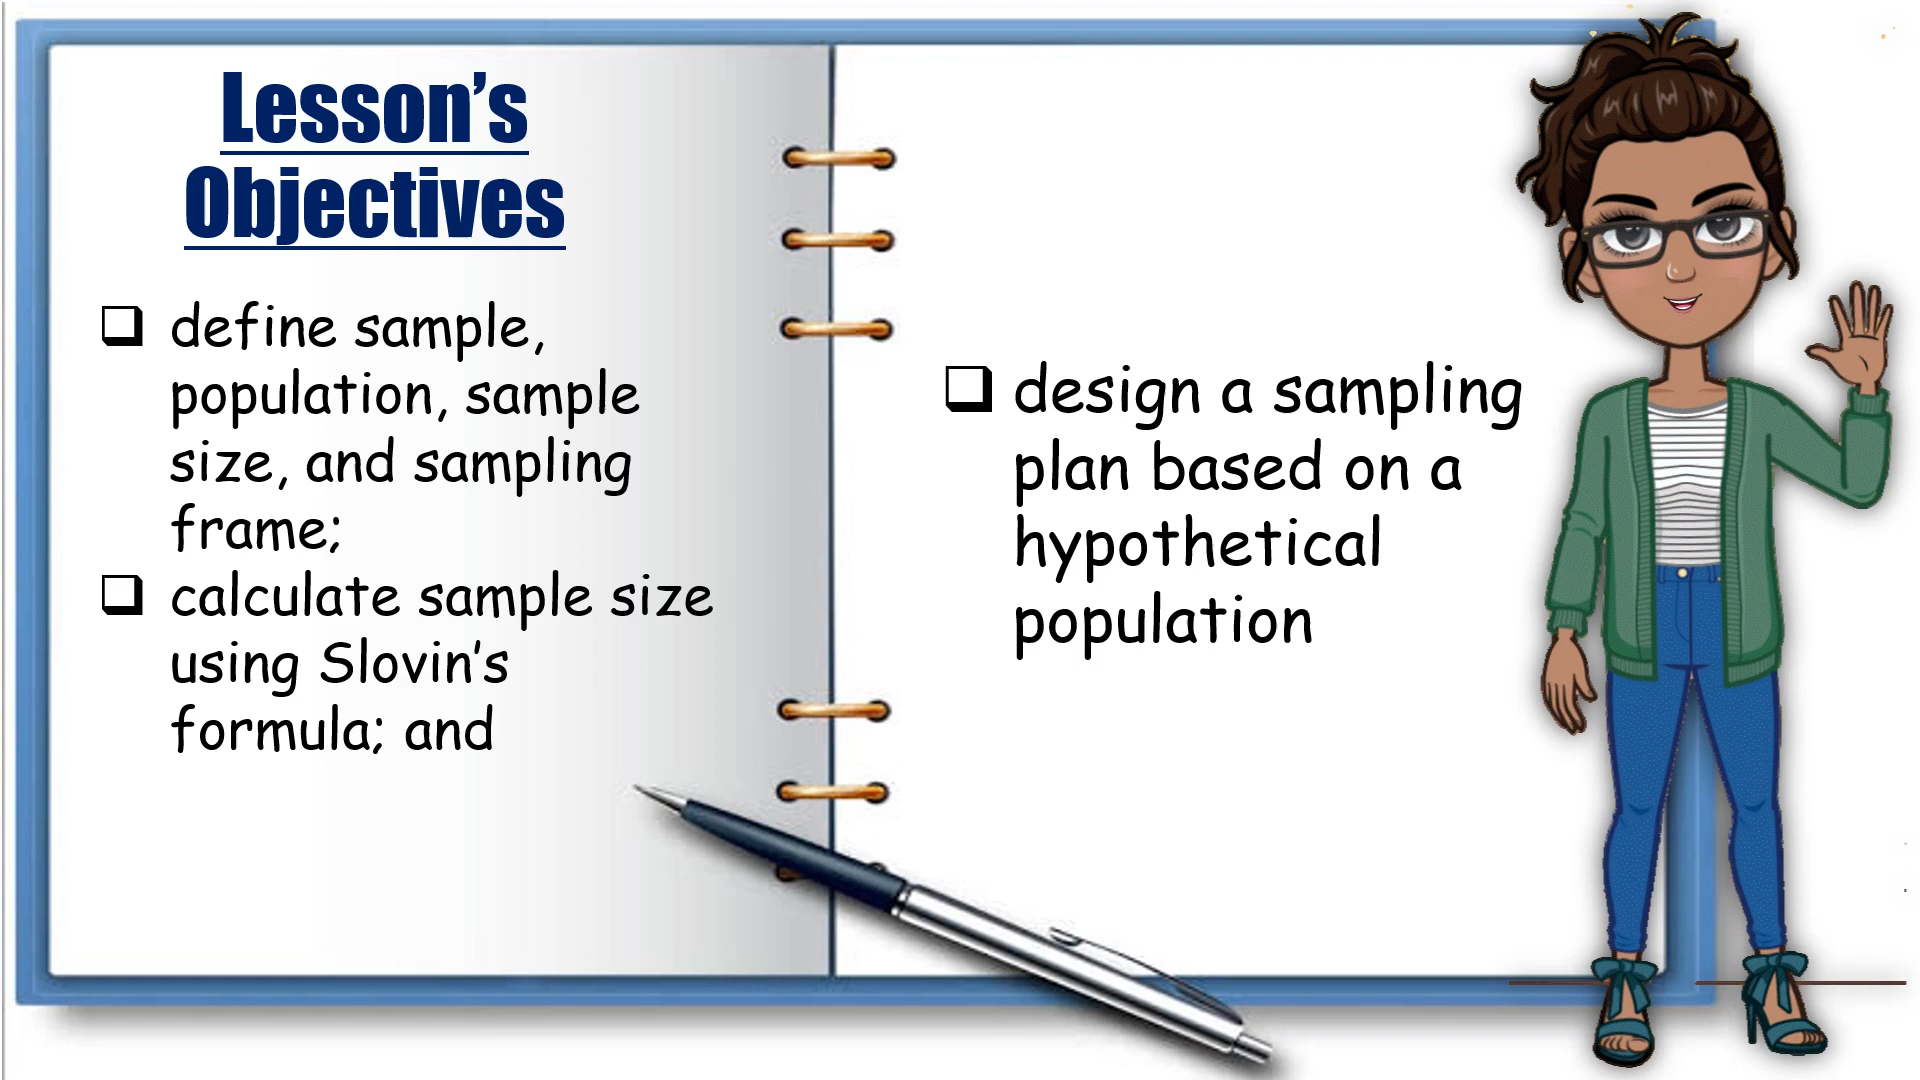 Lesson’s
Objectives
❑ define sample,
population, sample
size, and sampling
frame;
❑ calculate sample size
using Slovin’s
formula; and
❑ design a sampling
plan based on a
hypothetical
population